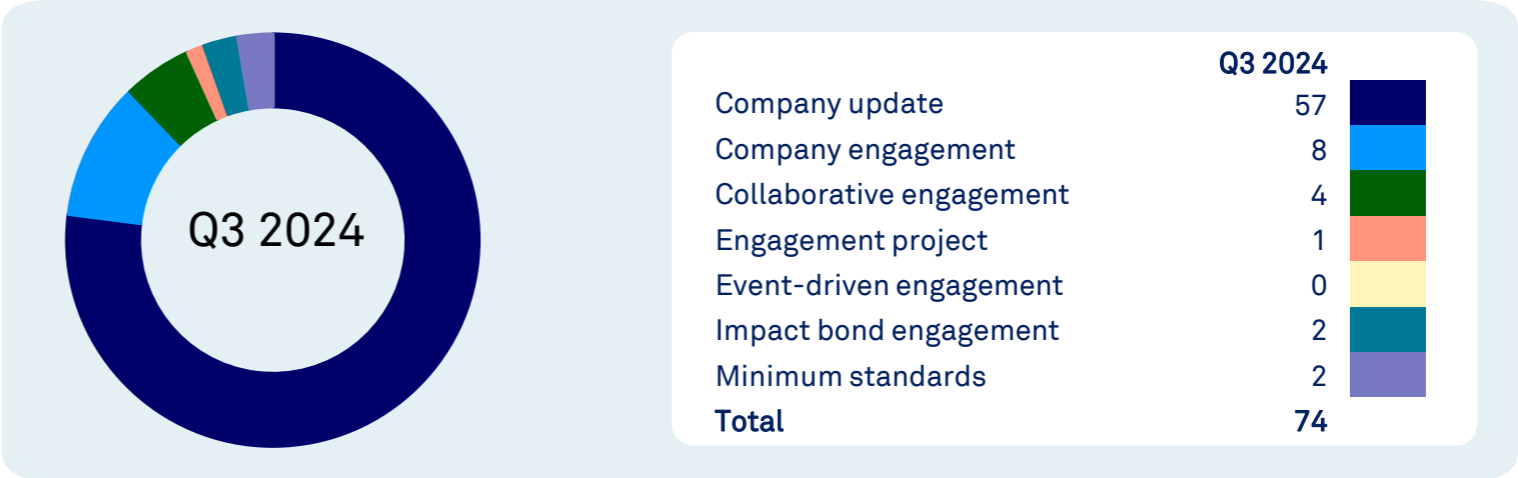 Q3 2024
Q3 2024
Company update 57
Company engagement 8
Collaborative engagement 4
Engagement project 1
Event-driven engagement 0
Impact bond engagement 2
Minimum standards 2
Total 74